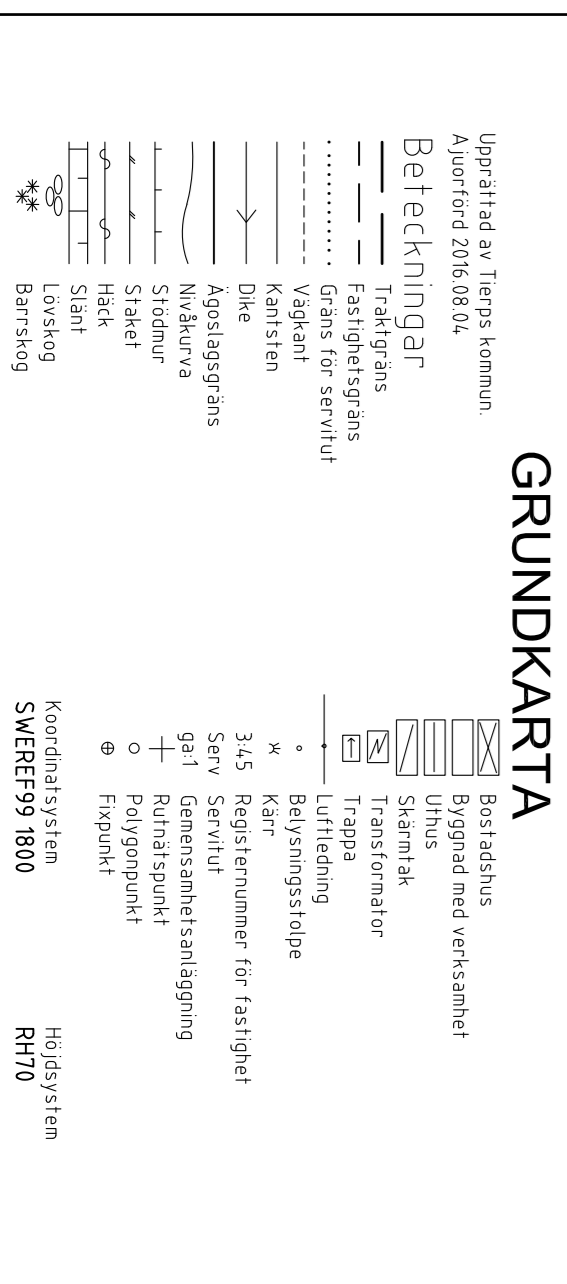 GRUNDKARTA
Upprättad av Tierps kommun.
Ajuorförd 2016.08.04
Beteckningar
Traktgräns
Fastighetsgräns
Gräns för servitut
Vägkant
Kantsten
Dike
Ägoslagsgräns
Nivåkurva
Stödmur
Staket
Häck
Slänt
Lövskog
Barrskog
Bostadshus
Byggnad med verksamhet
Uthus
Skärmtak
Transformator
Trappa
Luftledning
Belysningsstolpe
Kärr
3:45 Registernummer för fastighet
Serv Servitut
ga:1 Gemensamhetsanläggning
Rutnätspunkt
Polygonpunkt
Fixpunkt
Koordinatsystem
SWEREF99 1800
Höjdsystem
RH70